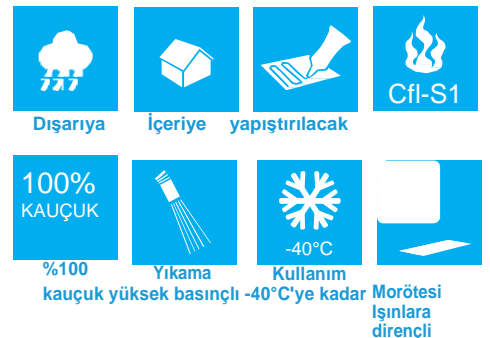 Cfl-S1
Dışarıya İçeriye yapıştırılacak
100%
KAUÇUK
-40°C
%100 Yıkama Kullanım
kauçuk yüksek basınçlı -40°C'ye kadar Morötesi
Işınlara
dirençli